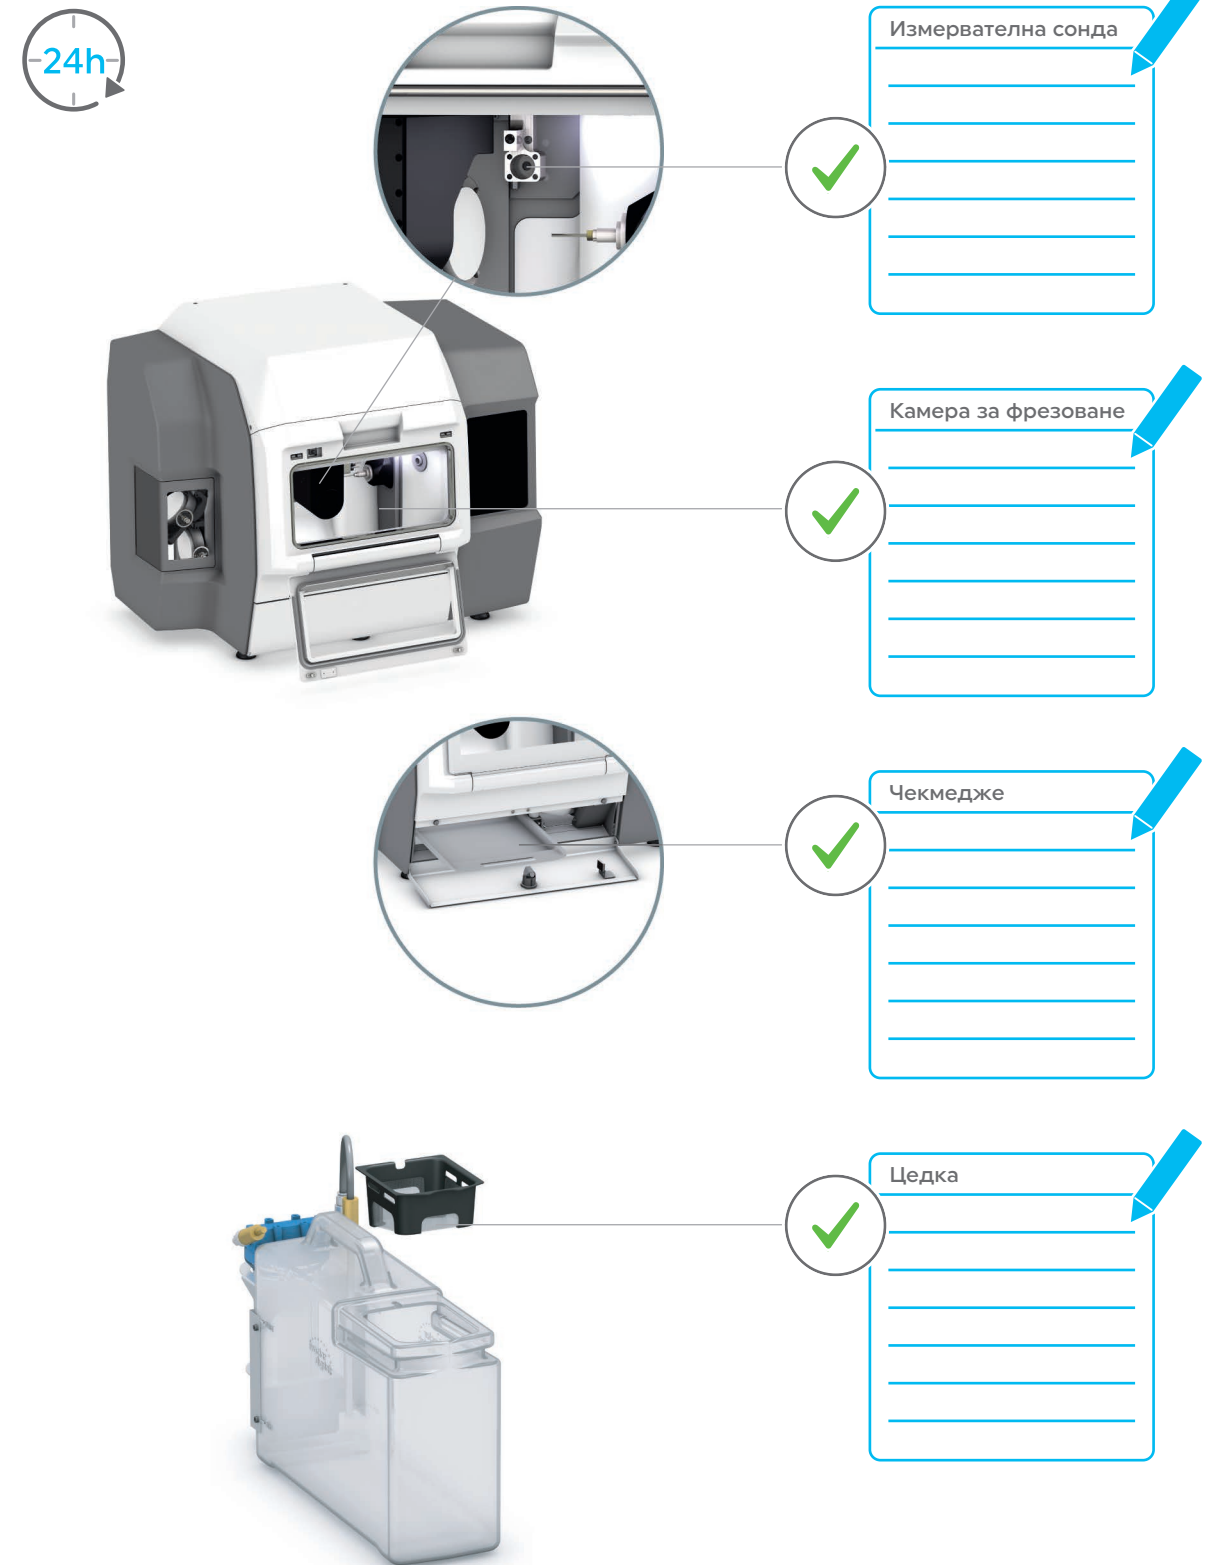 24h
Измервателна сонда
Камера за фрезоване
Чекмедже
Цедка